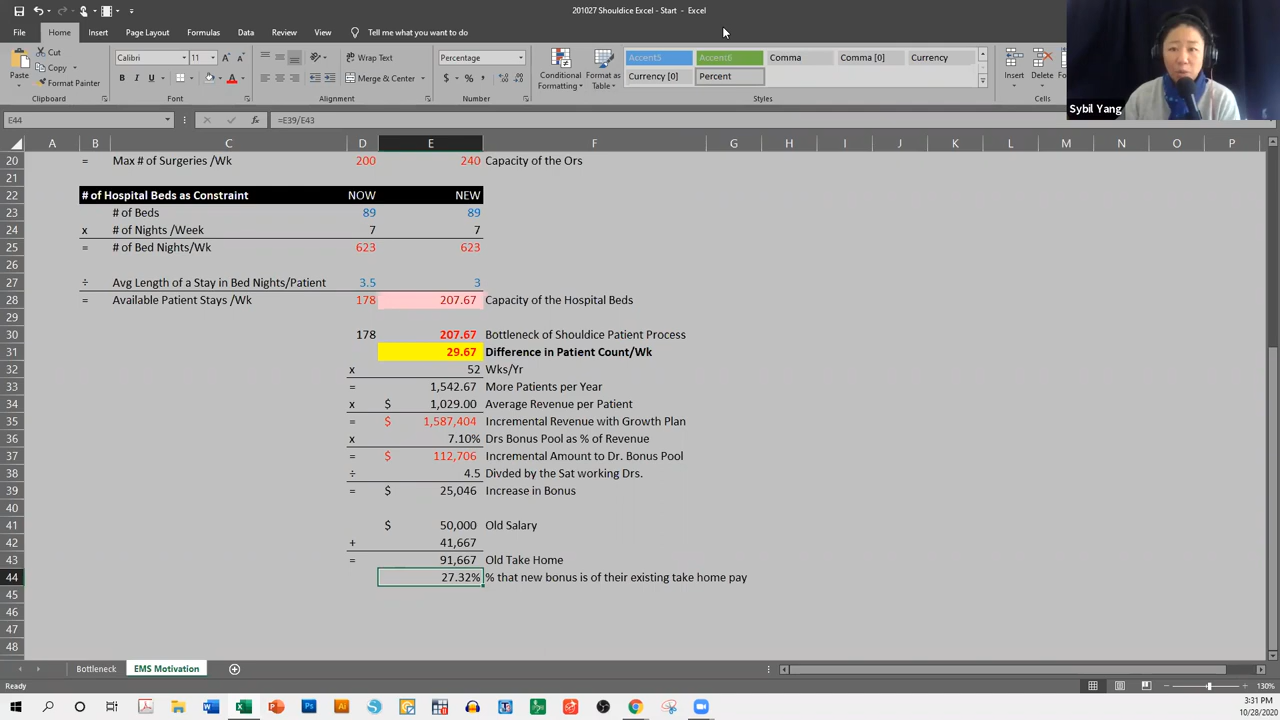 201027 Shouldice Excel - Start - Excel
File Home Insert Page Layout Formulas Data Review View Tell me what you want to do
Paste Cut Copy Format Painter Clipboard
Calibri 11 B I U Font
Wrap Text Merge & Center Alignment
Percentage $ % Number
Conditional Formatting Format as Table
Accent5 Accent6 Comma Comma [0] Currency
Currency [0] Percent Styles
Insert Delete Cells
Sybil Yang
E44 fx =E39/E43
A B C D E F G H I J K L M N O P
20 = Max # of Surgeries /Wk 200 240 Capacity of the Ors
21
22 # of Hospital Beds as Constraint NOW NEW
23 # of Beds 89 89
24 x # of Nights /Week 7 7
25 = # of Bed Nights/Wk 623 623
26
27 ÷ Avg Length of a Stay in Bed Nights/Patient 3.5 3
28 = Available Patient Stays /Wk 178 207.67 Capacity of the Hospital Beds
29
30 178 207.67 Bottleneck of Shouldice Patient Process
31 29.67 Difference in Patient Count/Wk
32 x 52 Wks/Yr
33 = 1,542.67 More Patients per Year
34 x $ 1,029.00 Average Revenue per Patient
35 = $ 1,587,404 Incremental Revenue with Growth Plan
36 x 7.10% Drs Bonus Pool as % of Revenue
37 = $ 112,706 Incremental Amount to Dr. Bonus Pool
38 ÷ 4.5 Divded by the Sat working Drs.
39 = $ 25,046 Increase in Bonus
40
41 $ 50,000 Old Salary
42 + 41,667
43 = 91,667 Old Take Home
44 27.32% % that new bonus is of their existing take home pay
45
46
47
48
Bottleneck EMS Motivation
Ready 130%
3:31 PM
10/28/2020